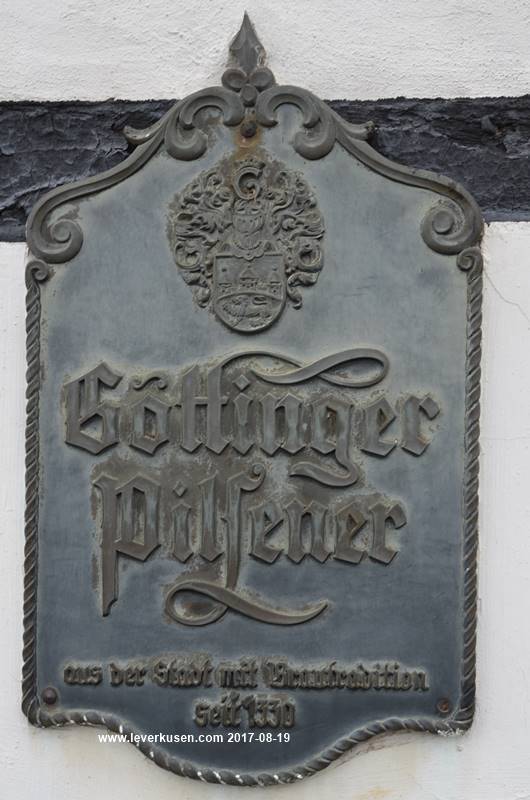 G
Göttinger
Pilsener
aus der Stadt mit Brautradition
seit 1330
www.leverkusen.com 2017-08-19